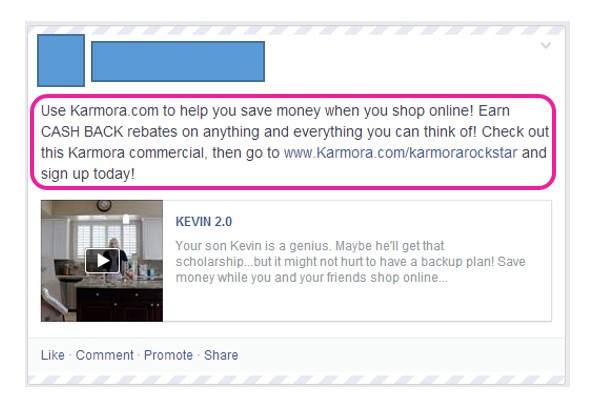 Use Karmora.com to help you save money when you shop online! Earn
CASH BACK rebates on anything and everything you can think of! Check out
this Karmora commercial, then go to www.Karmora.com/karmorarockstar and
sign up today!
KEVIN 2.0
Your son Kevin is a genius. Maybe he'll get that
scholarship...but it might not hurt to have a backup plan! Save
money while you and your friends shop online...
Like · Comment · Promote · Share